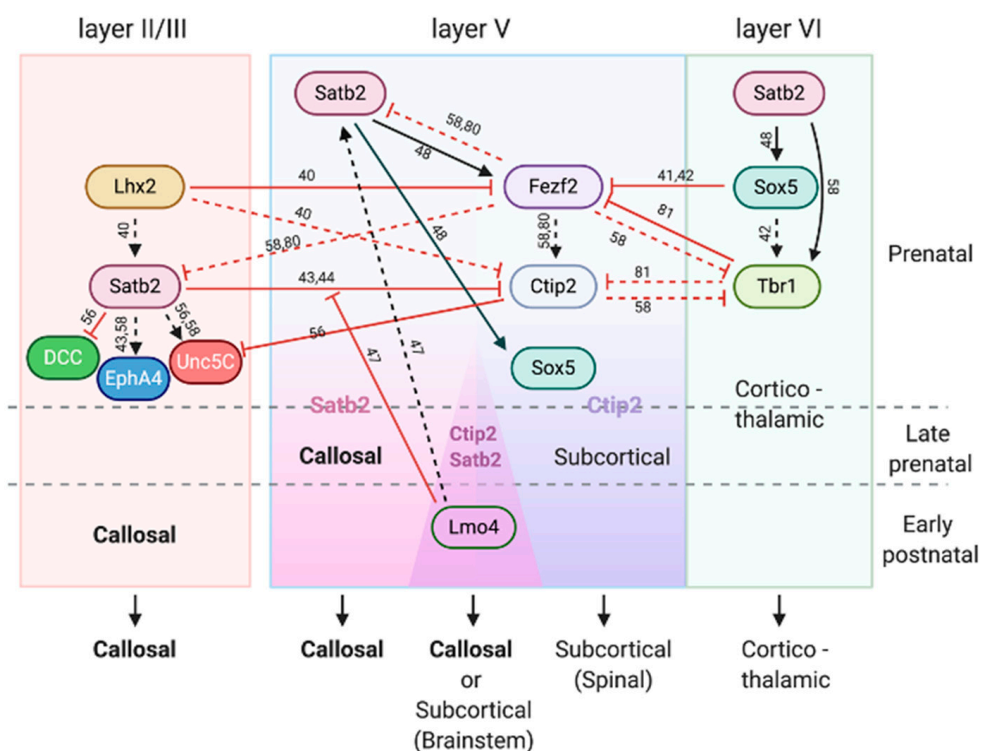 layer II/III
layer V
layer VI
Satb2
Satb2
58,80
48
48
Lhx2
40
Fezf2
41,42
Sox5
58
40
40
58,80
48
58,80
58
81
42
Satb2
43,44
Ctip2
81
58
Tbr1
Prenatal
56
43,58
56,58
56
47
47
DCC
EphA4
Unc5C
Sox5
Satb2
Ctip2
Cortico -
thalamic
Callosal
Ctip2
Satb2
Subcortical
Late
prenatal
Callosal
Lmo4
Early
postnatal
Callosal
Callosal
Callosal
or
Subcortical
(Brainstem)
Subcortical
(Spinal)
Cortico -
thalamic